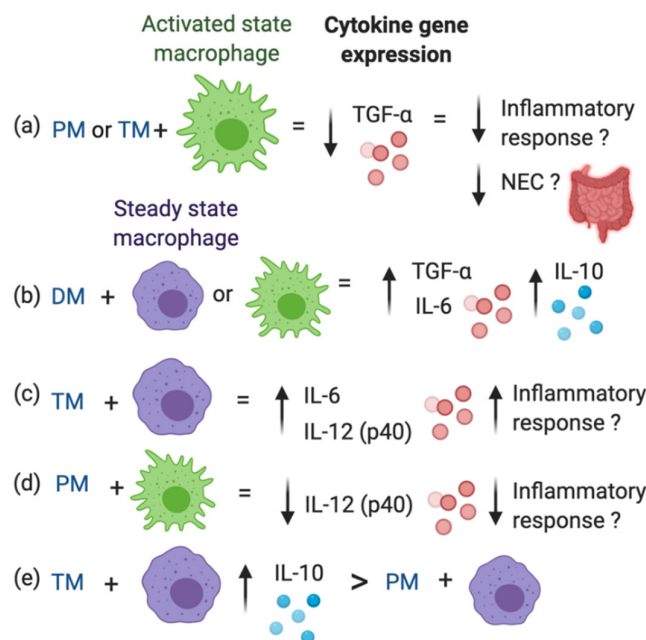 Activated state
macrophage
Cytokine gene
expression
(a) PM or TM + = TGF-α = Inflammatory
response ?
NEC ?
Steady state
macrophage
(b) DM + or = TGF-α IL-10
IL-6
(c) TM + = IL-6 Inflammatory
IL-12 (p40) response ?
(d) PM + = IL-12 (p40) Inflammatory
response ?
(e) TM + IL-10 > PM +